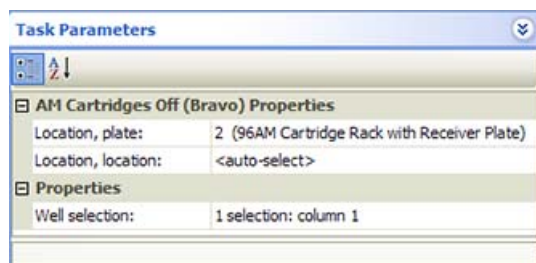 Task Parameters
A Z
AM Cartridges Off (Bravo) Properties
Location, plate: 2 (96AM Cartridge Rack with Receiver Plate)
Location, location: <auto-select>
Properties
Well selection: 1 selection: column 1